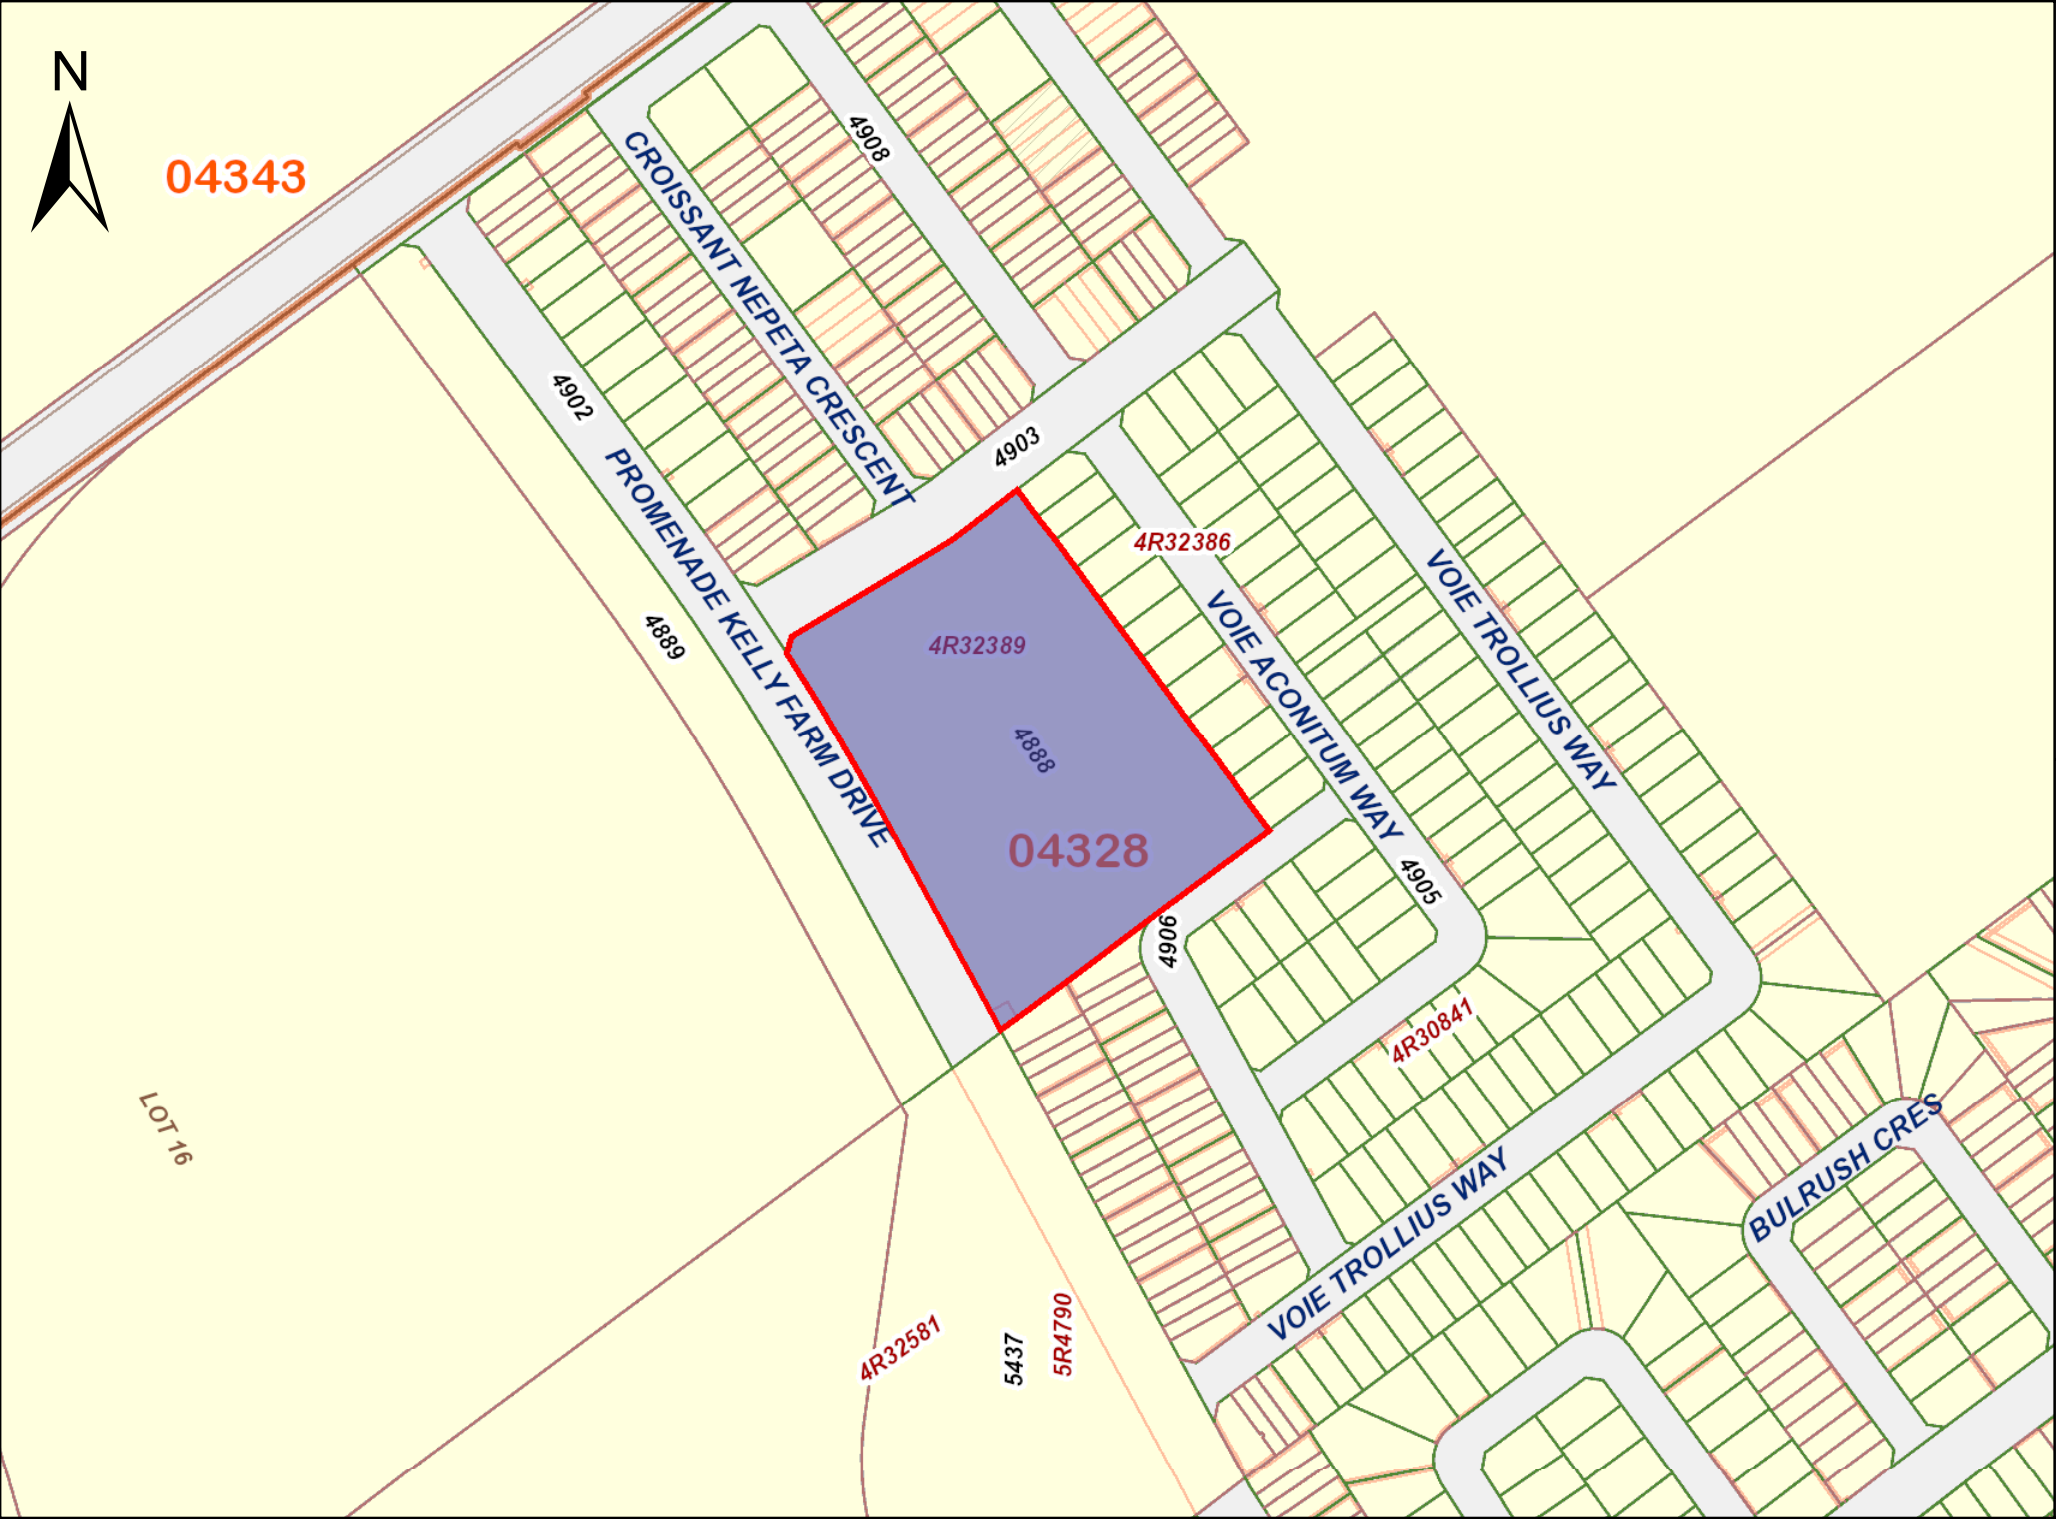 N
04343
4908
CROISSANT NEPETA CRESCENT
4902
4903
PROMENADE KELLY FARM DRIVE
4R32386
VOIE TROLLIUS WAY
4889
4R32389
VOIE ACONITUM WAY
4888
04328
4905
4906
4R30841
LOT 16
BULRUSH CRES
VOIE TROLLIUS WAY
4R32581
5437
5R4790